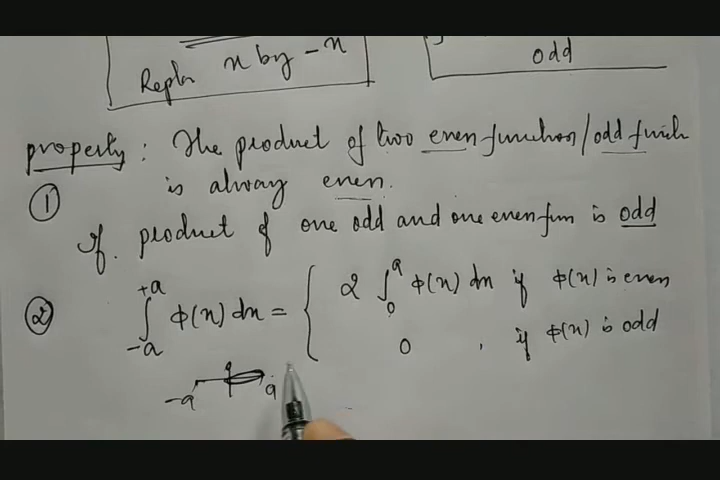 Repla x by -x
odd
property: The product of two even function/odd functn
① is always even.
If product of one odd and one even fun is odd
② ∫_{-a}^{+a} φ(x) dx = { 2 ∫_0^a φ(x) dx if φ(x) is even
0 , if φ(x) is odd
-a a